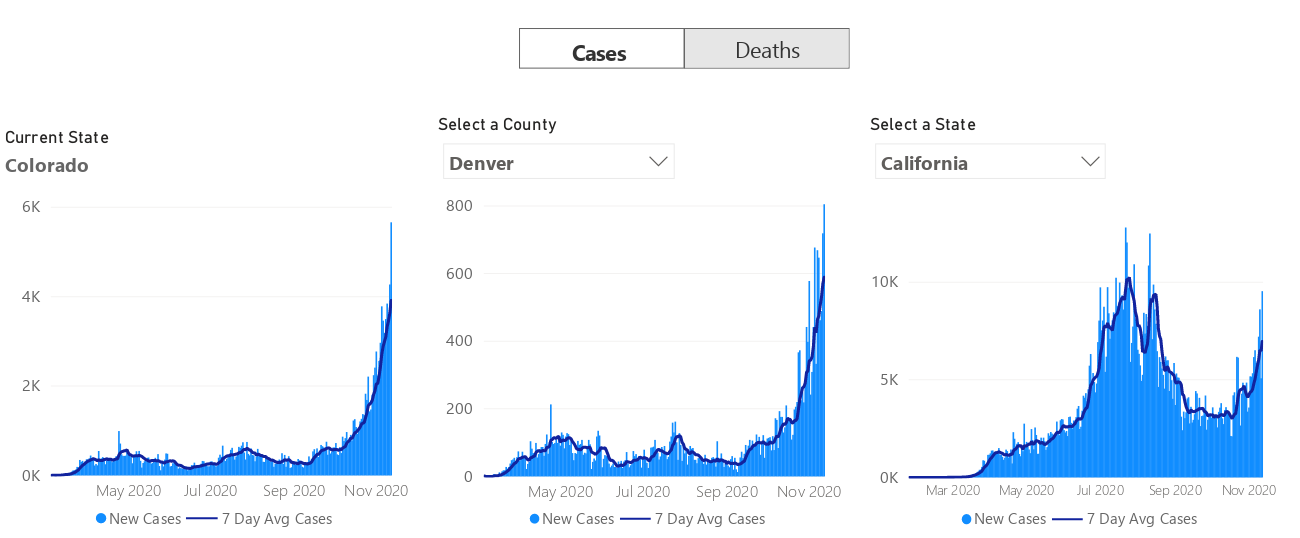 Cases Deaths
Current State
Colorado
6K
4K
2K
0K
May 2020 Jul 2020 Sep 2020 Nov 2020
New Cases 7 Day Avg Cases
Select a County
Denver
800
600
400
200
0
May 2020 Jul 2020 Sep 2020 Nov 2020
New Cases 7 Day Avg Cases
Select a State
California
10K
5K
0K
Mar 2020 May 2020 Jul 2020 Sep 2020 Nov 2020
New Cases 7 Day Avg Cases